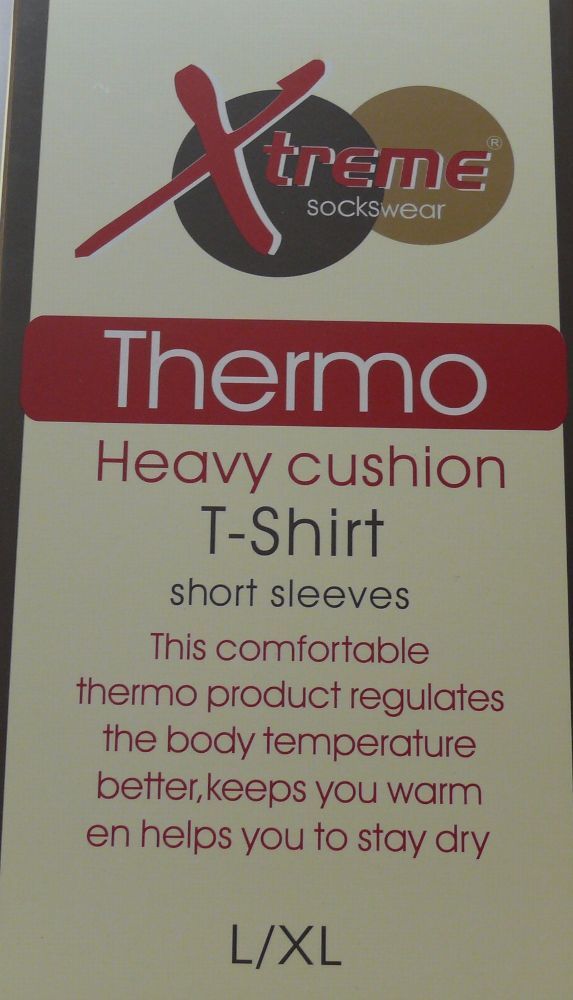 Xtreme®
sockswear
Thermo
Heavy cushion
T-Shirt
short sleeves
This comfortable
thermo product regulates
the body temperature
better,keeps you warm
en helps you to stay dry
L/XL